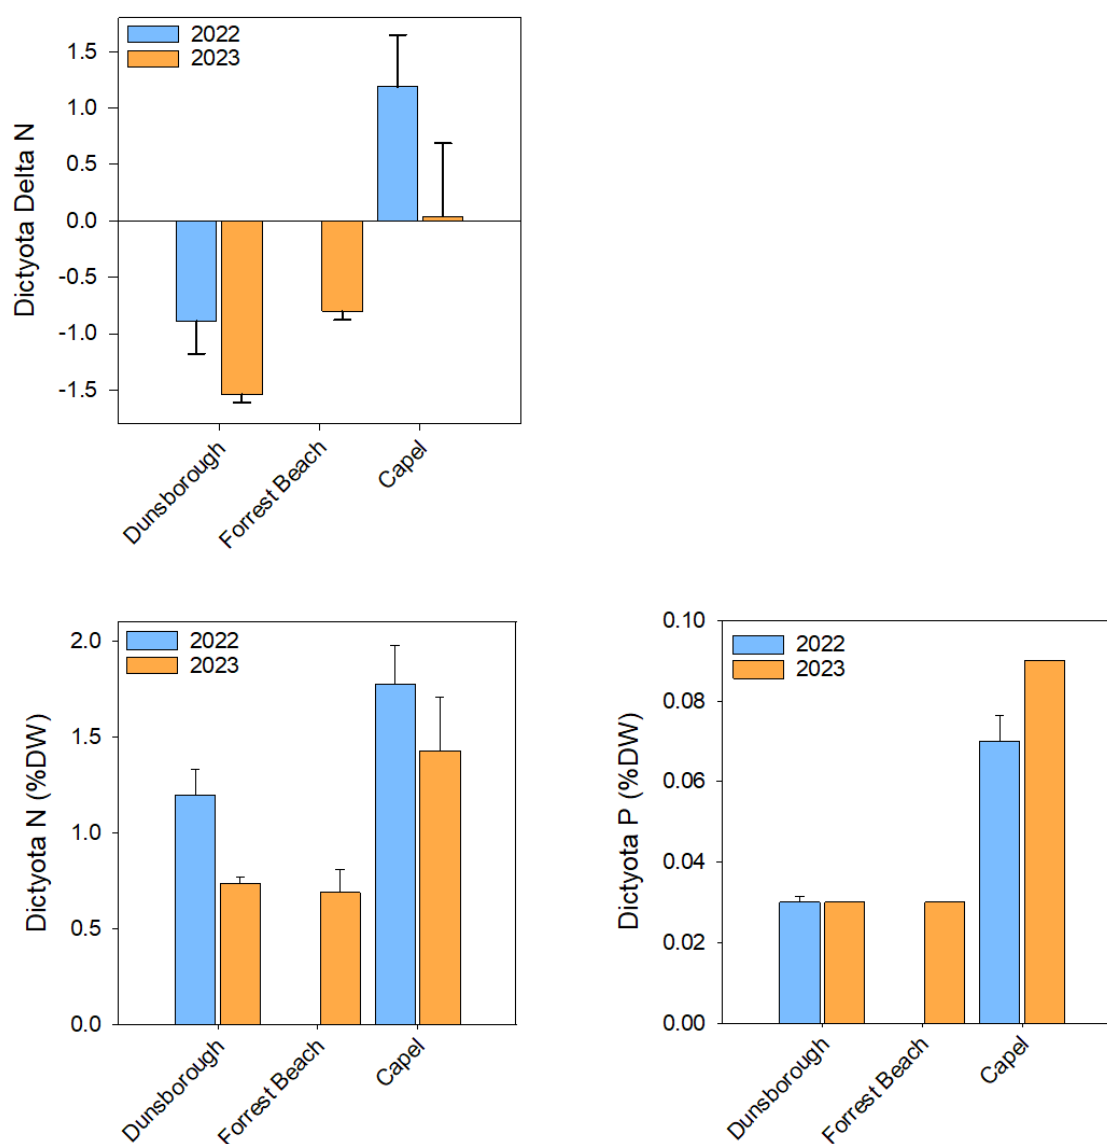 2022
2023
Dictyota Delta N
1.5
1.0
0.5
0.0
-0.5
-1.0
-1.5
Dunsborough
Forrest Beach
Capel
2022
2023
Dictyota N (%DW)
2.0
1.5
1.0
0.5
0.0
Dunsborough
Forrest Beach
Capel
2022
2023
Dictyota P (%DW)
0.10
0.08
0.06
0.04
0.02
0.00
Dunsborough
Forrest Beach
Capel